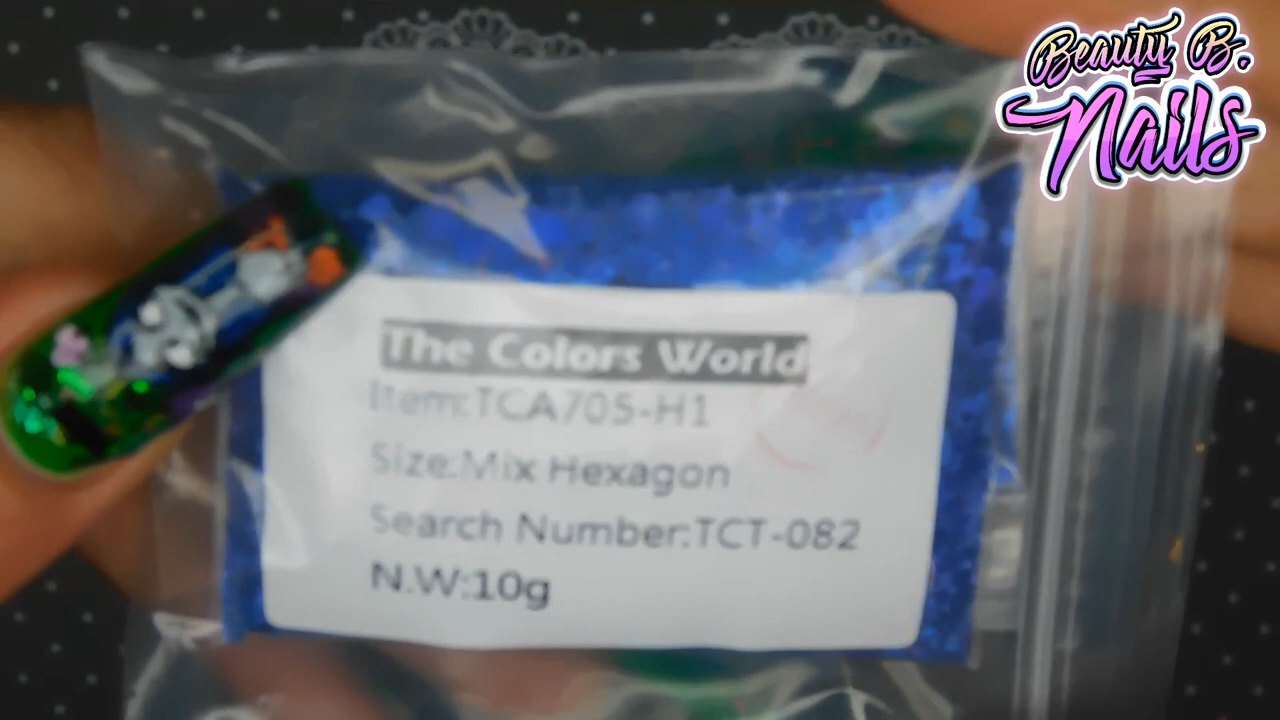 Beauty B.
Nails
The Colors World
Item:TCA705-H1
Size:Mix Hexagon
Search Number:TCT-082
N.W:10g